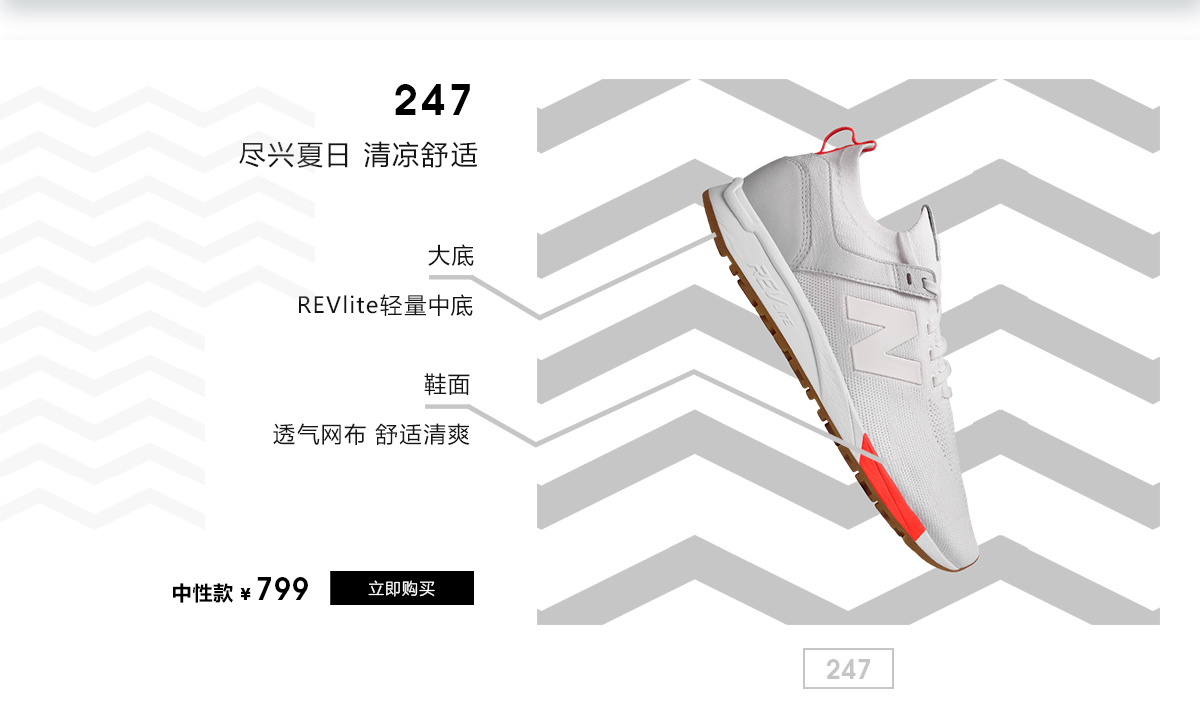 247
尽兴夏日 清凉舒适
大底
REVlite轻量中底
鞋面
透气网布 舒适清爽
中性款 ¥799
立即购买
REVlite
N
247